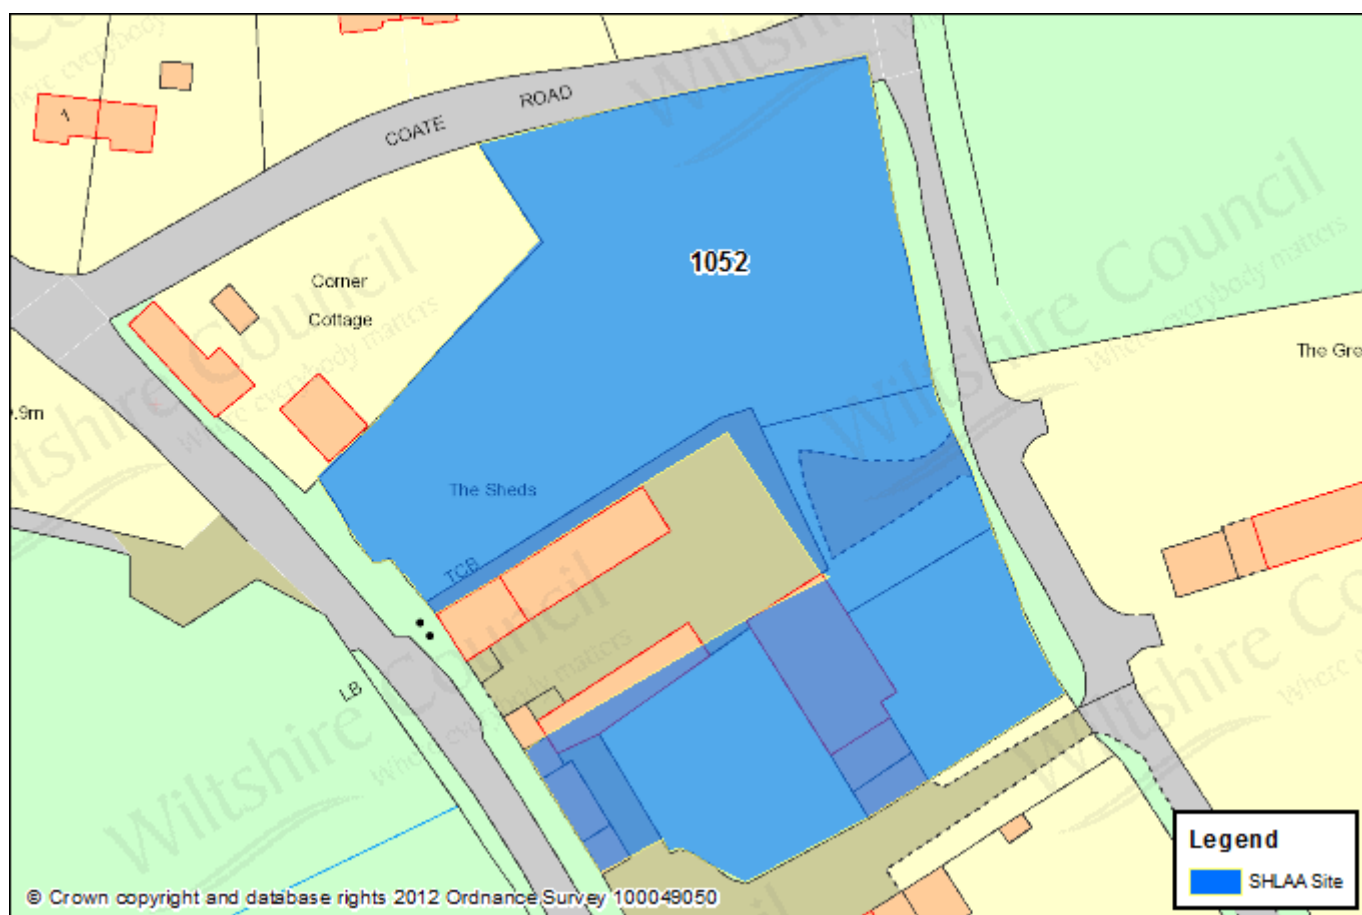 COATE ROAD
1
1052
Corner
Cottage
The Gre
.9m
The Sheds
TCB
LB
Wiltshire Council
Where everybody matters
Legend
SHLAA Site
© Crown copyright and database rights 2012 Ordnance Survey 100049050